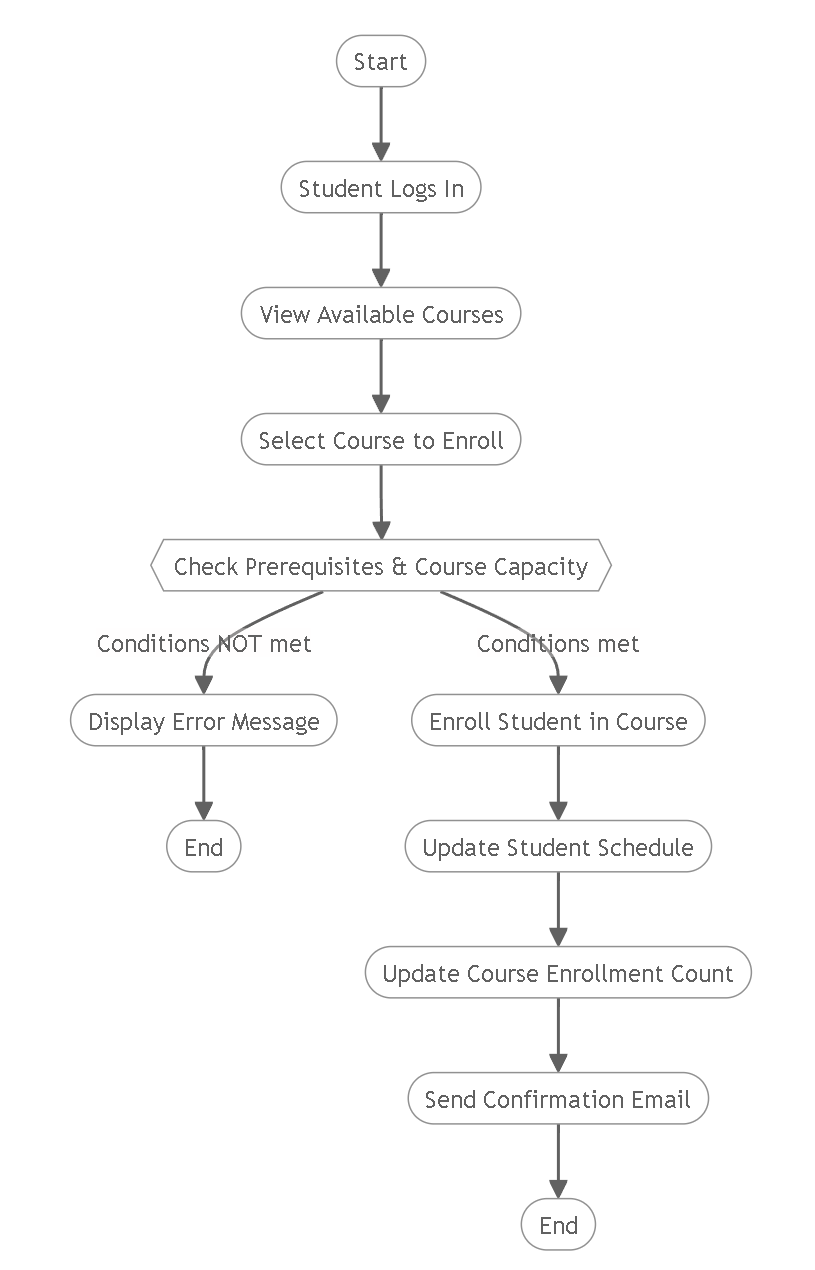 Start
Student Logs In
View Available Courses
Select Course to Enroll
Check Prerequisites & Course Capacity
Conditions NOT met
Conditions met
Display Error Message
Enroll Student in Course
End
Update Student Schedule
Update Course Enrollment Count
Send Confirmation Email
End